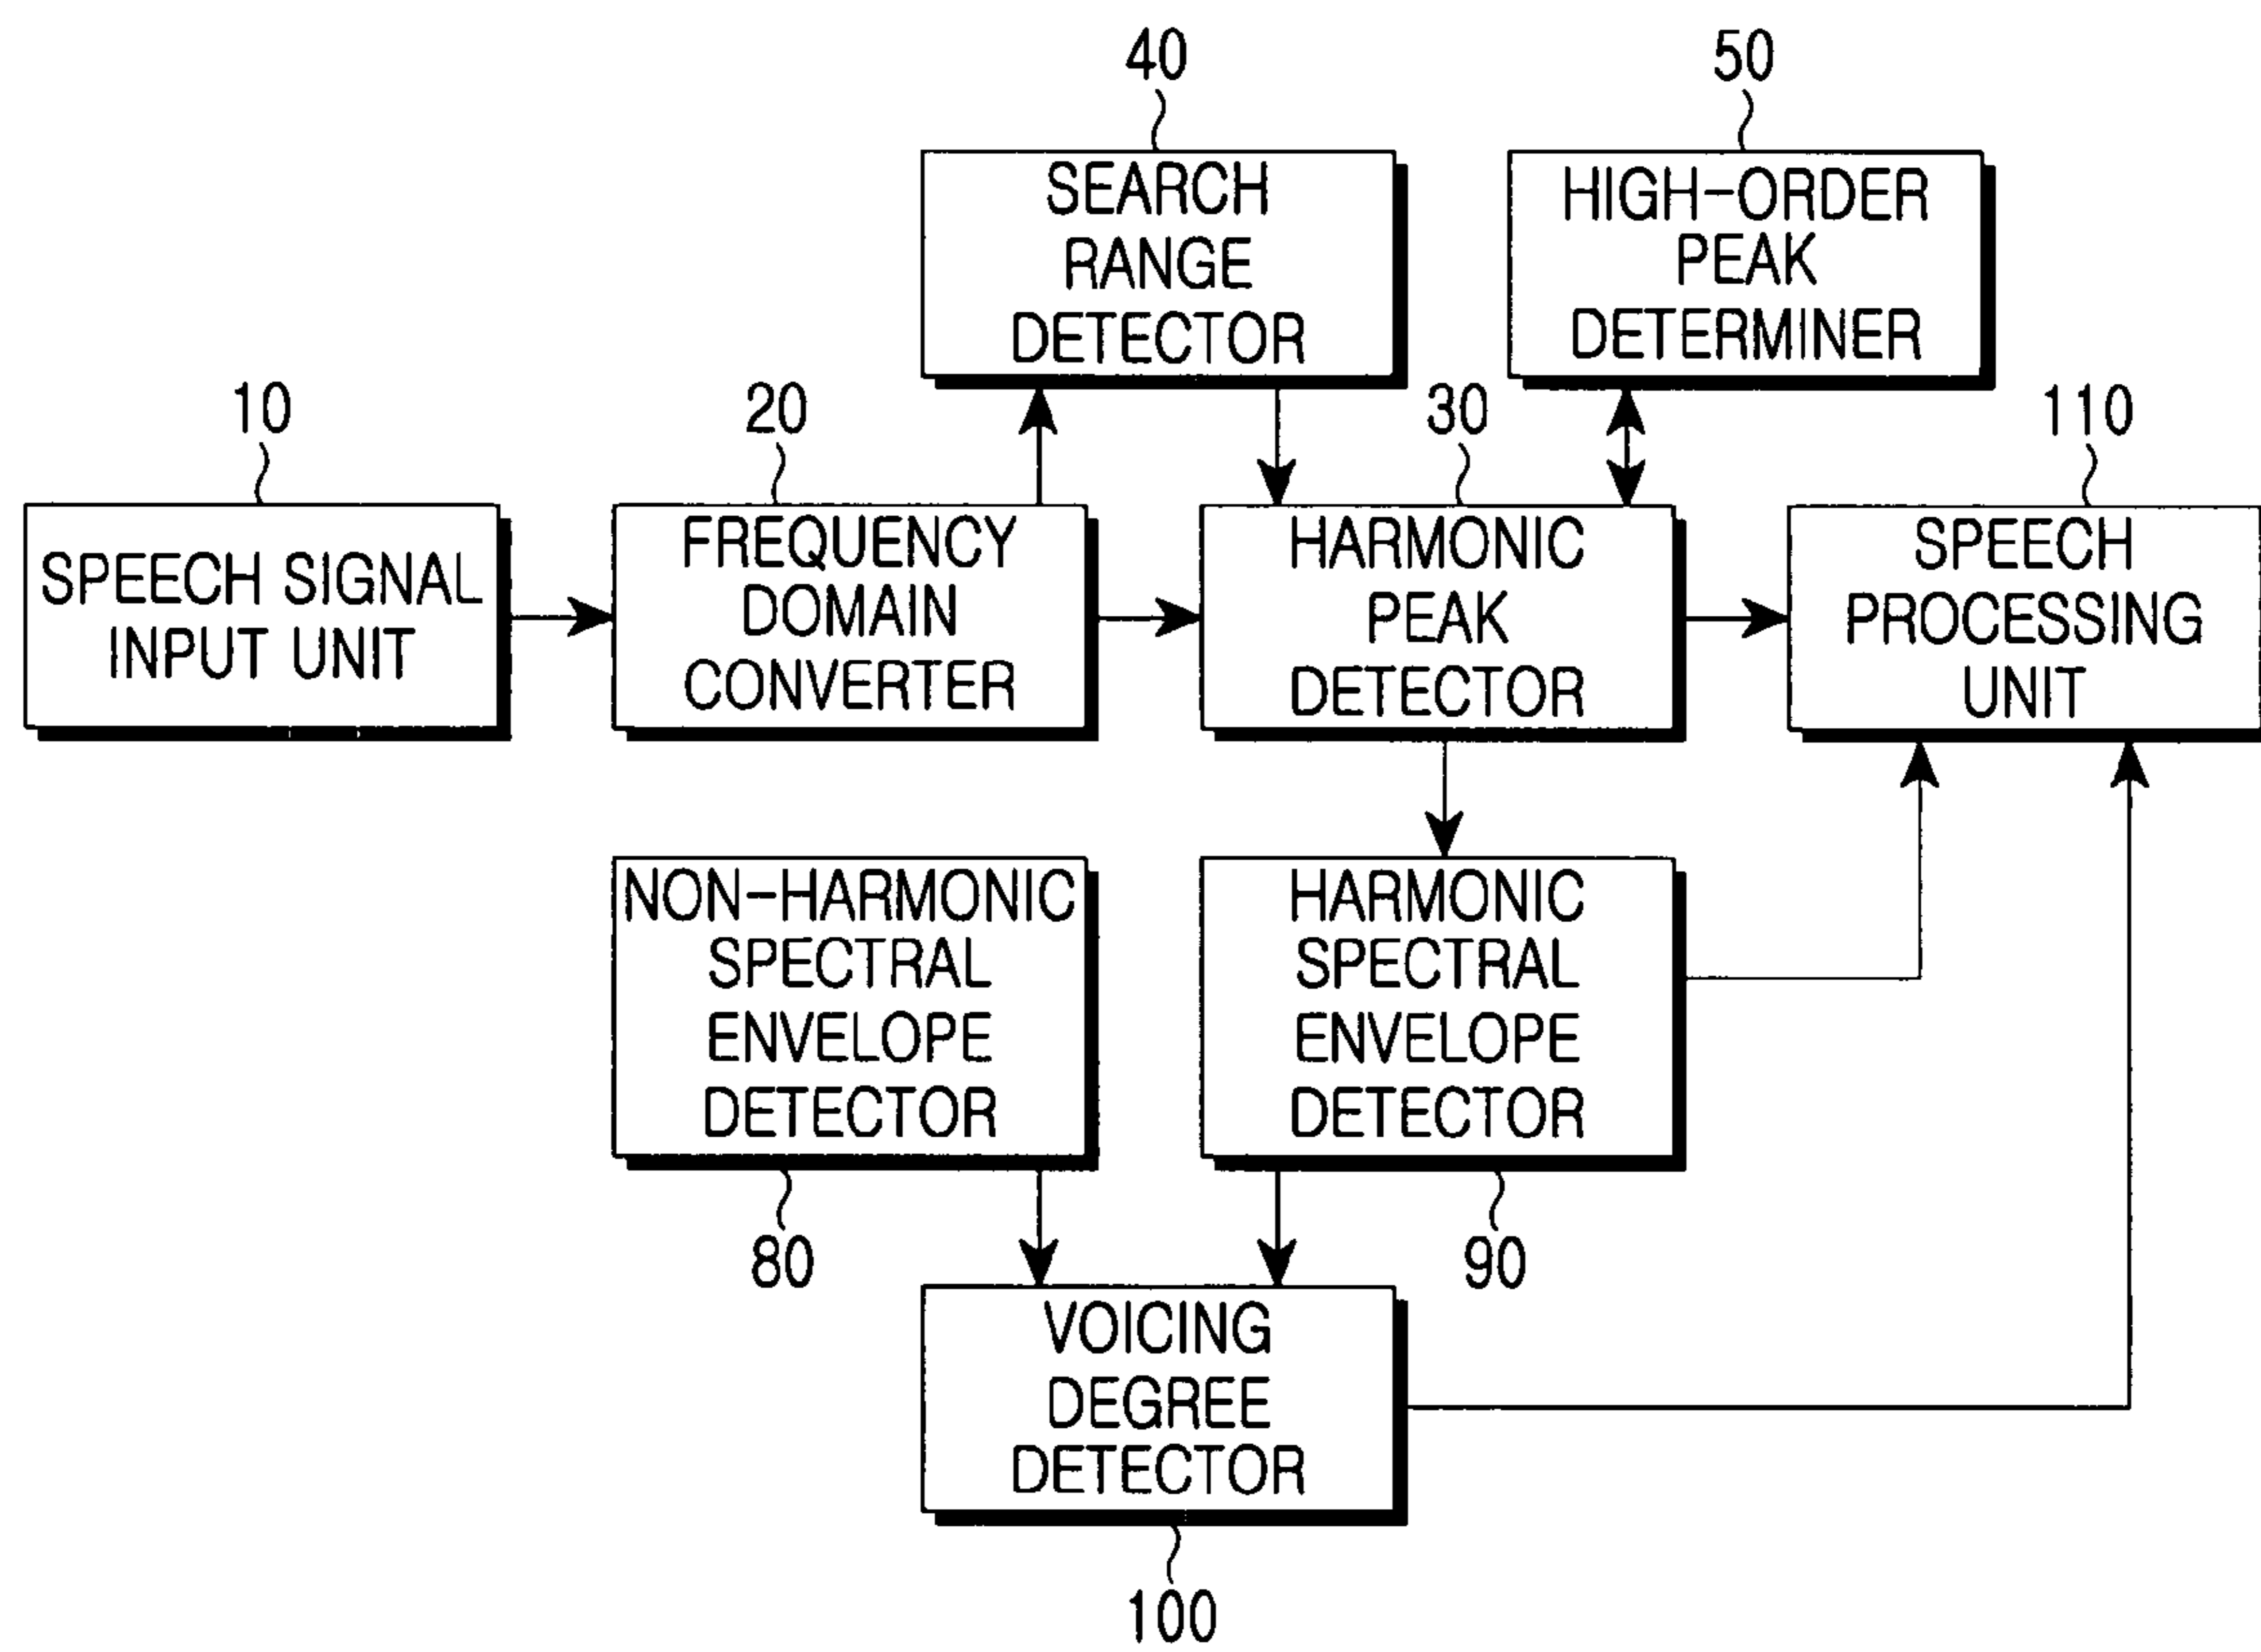 40
50
SEARCH
RANGE
DETECTOR
HIGH-ORDER
PEAK
DETERMINER
10
20
30
110
SPEECH SIGNAL
INPUT UNIT
FREQUENCY
DOMAIN
CONVERTER
HARMONIC
PEAK
DETECTOR
SPEECH
PROCESSING
UNIT
NON-HARMONIC
SPECTRAL
ENVELOPE
DETECTOR
HARMONIC
SPECTRAL
ENVELOPE
DETECTOR
80
90
VOICING
DEGREE
DETECTOR
100